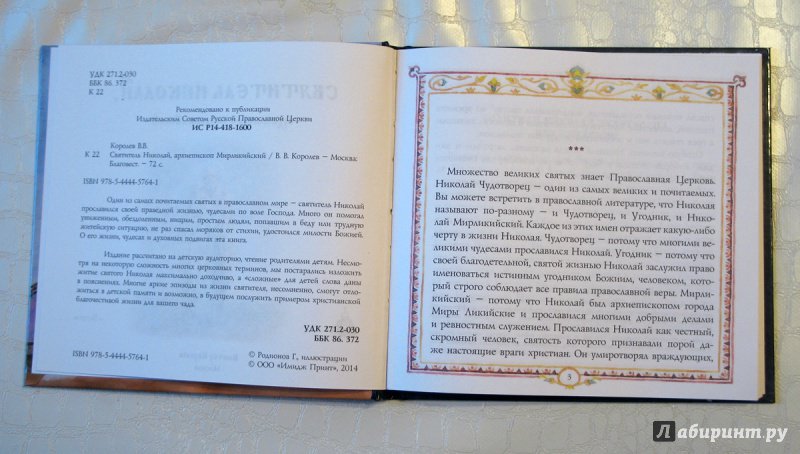 УДК 271.2-030
ББК 86. 372
К 22
Рекомендовано к публикации
Издательским Советом Русской Православной Церкви
ИС Р14-418-1600
Королев В.В.
К 22 Святитель Николай, архиепископ Мирликийский / В. В. Королев – Москва:
Благовест. – 72 с.
ISBN 978-5-4444-5764-1
Один из самых почитаемых святых в православном мире – святитель Николай
прославился своей праведной жизнью, чудесами по воле Господа. Много он помогал
униженным, обездоленным, нищим, простым людям, попавшим в беду или трудную
житейскую ситуацию, не раз спасал моряков от стихии, удостоился милости Божией.
О его жизни, чудесах и духовных подвигах эта книга.
Издание рассчитано на детскую аудиторию, чтение родителями детям. Несмо-
тря на некоторую сложность многих церковных терминов, мы постарались изложить
житие святого Николая максимально доходчиво, а «сложные» для детей слова даны
в пояснениях. Многие яркие эпизоды из жизни святителя, несомненно, смогут отло-
житься в детской памяти и возможно, в будущем послужить примером христианской
благочестивой жизни для вашего чада.
УДК 271.2-030
ББК 86. 372
ISBN 978-5-4444-5764-1
© Родионов Г., иллюстрации
© ООО «Имидж Принт», 2014
***
Множество великих святых знает Православная Церковь.
Николай Чудотворец – один из самых великих и почитаемых.
Вы можете встретить в православной литературе, что Николая
называют по-разному – и Чудотворец, и Угодник, и Нико-
лай Мирликийский. Каждое из этих имен отражает какую-либо
черту в жизни Николая. Чудотворец – потому что многими ве-
ликими чудесами прославился Николай. Угодник – потому что
своей благодетельной, святой жизнью Николай заслужил право
именоваться истинным угодником Божиим, человеком, кото-
рый строго соблюдает все правила православной веры. Мирли-
кийский – потому что Николай был архиепископом города
Миры Ликийские и прославился многими добрыми делами
и ревностным служением. Прославился Николай как честный,
скромный человек, святость которого признавали порой да-
же настоящие враги христиан. Он умиротворял враждующих,
3
Лабиринт.ру